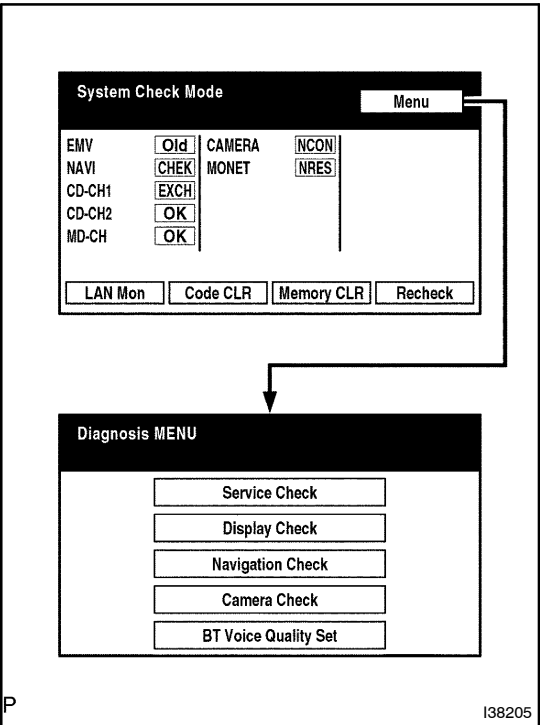 System Check Mode
Menu
EMV Old CAMERA NCON
NAVI CHEK MONET NRES
CD-CH1 EXCH
CD-CH2 OK
MD-CH OK
LAN Mon Code CLR Memory CLR Recheck
Diagnosis MENU
Service Check
Display Check
Navigation Check
Camera Check
BT Voice Quality Set
P
I38205